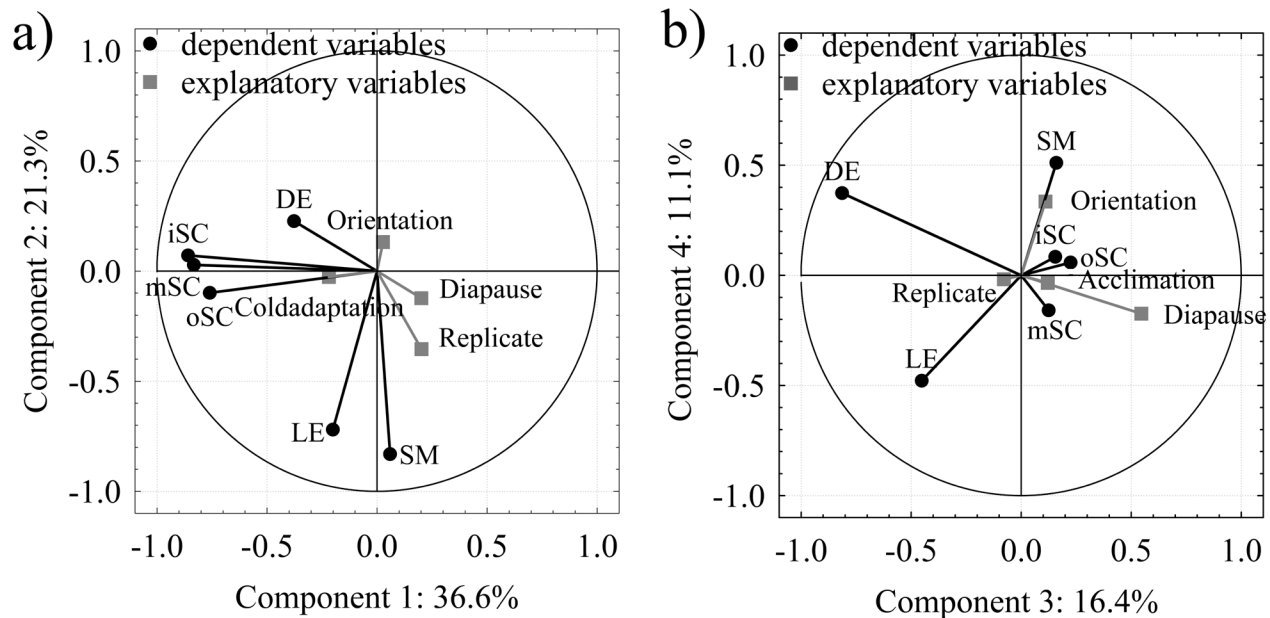 a)
dependent variables
explanatory variables
1.0
0.5
0.0
-0.5
-1.0
Component 2: 21.3%
DE
Orientation
iSC
mSC
oSC
Coldadaptation
Diapause
Replicate
LE
SM
-1.0
-0.5
0.0
0.5
1.0
Component 1: 36.6%
b)
dependent variables
explanatory variables
1.0
0.5
0.0
-0.5
-1.0
Component 4: 11.1%
SM
DE
Orientation
iSC
oSC
Acclimation
Replicate
Diapause
mSC
LE
-1.0
-0.5
0.0
0.5
1.0
Component 3: 16.4%